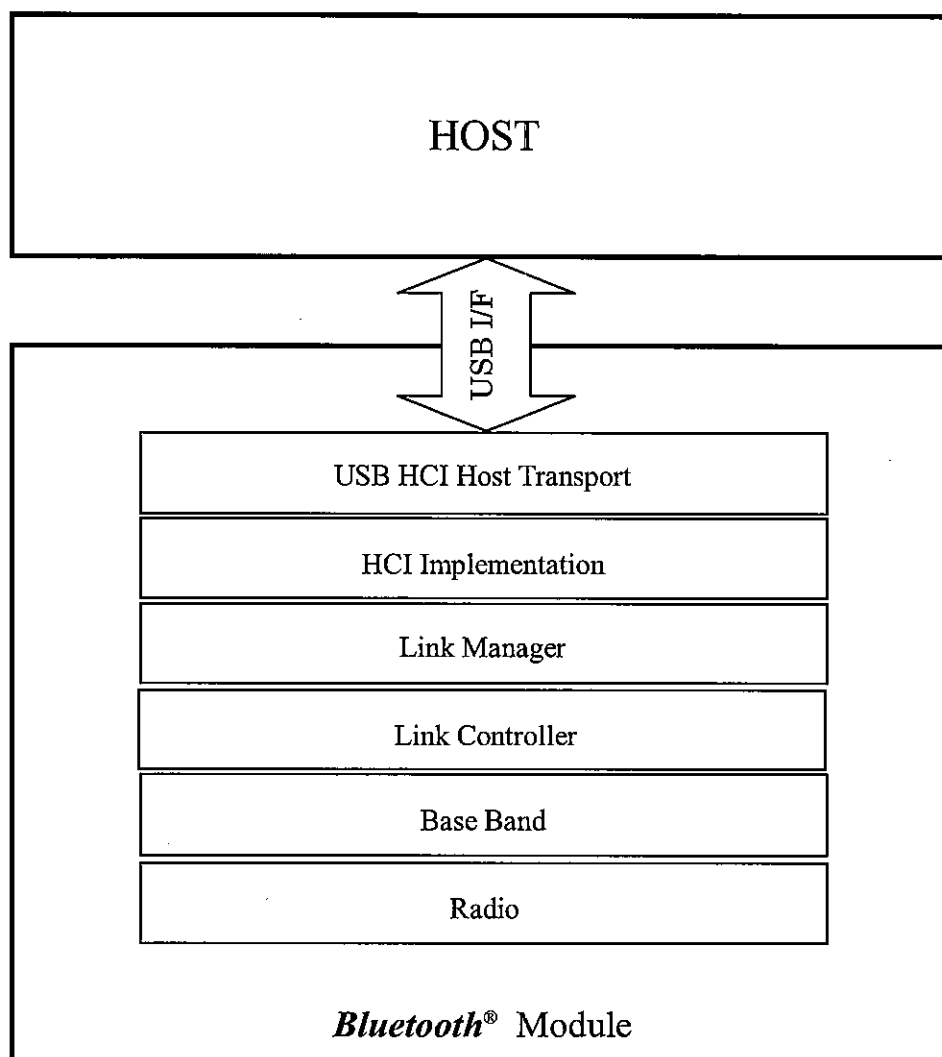 HOST
USB I/F
USB HCI Host Transport
HCI Implementation
Link Manager
Link Controller
Base Band
Radio
Bluetooth® Module